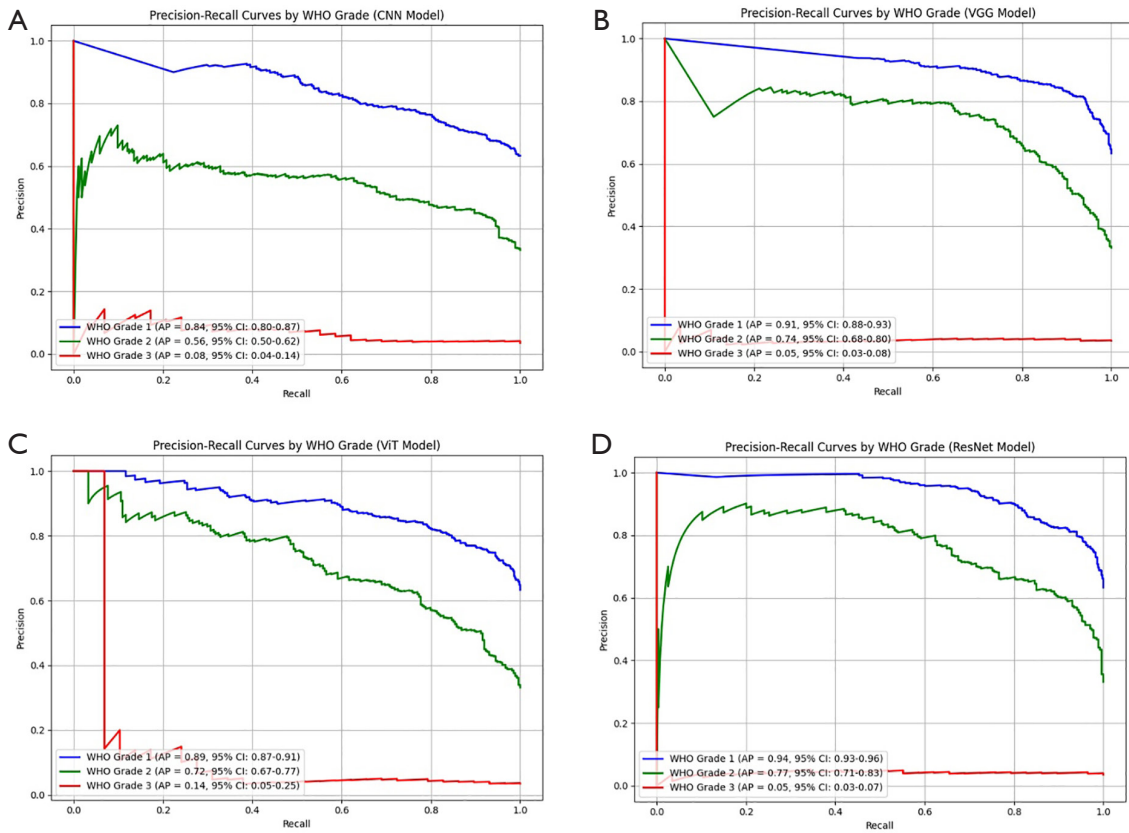 A
Precision-Recall Curves by WHO Grade (CNN Model)
1.0
0.8
0.6
0.4
0.2
0.0
Precision
WHO Grade 1 (AP = 0.84, 95% CI: 0.80-0.87)
WHO Grade 2 (AP = 0.56, 95% CI: 0.50-0.62)
WHO Grade 3 (AP = 0.08, 95% CI: 0.04-0.14)
0.0 0.2 0.4 0.6 0.8 1.0
Recall
B
Precision-Recall Curves by WHO Grade (VGG Model)
1.0
0.8
0.6
0.4
0.2
0.0
Precision
WHO Grade 1 (AP = 0.91, 95% CI: 0.88-0.93)
WHO Grade 2 (AP = 0.74, 95% CI: 0.68-0.80)
WHO Grade 3 (AP = 0.05, 95% CI: 0.03-0.08)
0.0 0.2 0.4 0.6 0.8 1.0
Recall
C
Precision-Recall Curves by WHO Grade (ViT Model)
1.0
0.8
0.6
0.4
0.2
0.0
Precision
WHO Grade 1 (AP = 0.89, 95% CI: 0.87-0.91)
WHO Grade 2 (AP = 0.72, 95% CI: 0.67-0.77)
WHO Grade 3 (AP = 0.14, 95% CI: 0.05-0.25)
0.0 0.2 0.4 0.6 0.8 1.0
Recall
D
Precision-Recall Curves by WHO Grade (ResNet Model)
1.0
0.8
0.6
0.4
0.2
0.0
Precision
WHO Grade 1 (AP = 0.94, 95% CI: 0.93-0.96)
WHO Grade 2 (AP = 0.77, 95% CI: 0.71-0.83)
WHO Grade 3 (AP = 0.05, 95% CI: 0.03-0.07)
0.0 0.2 0.4 0.6 0.8 1.0
Recall